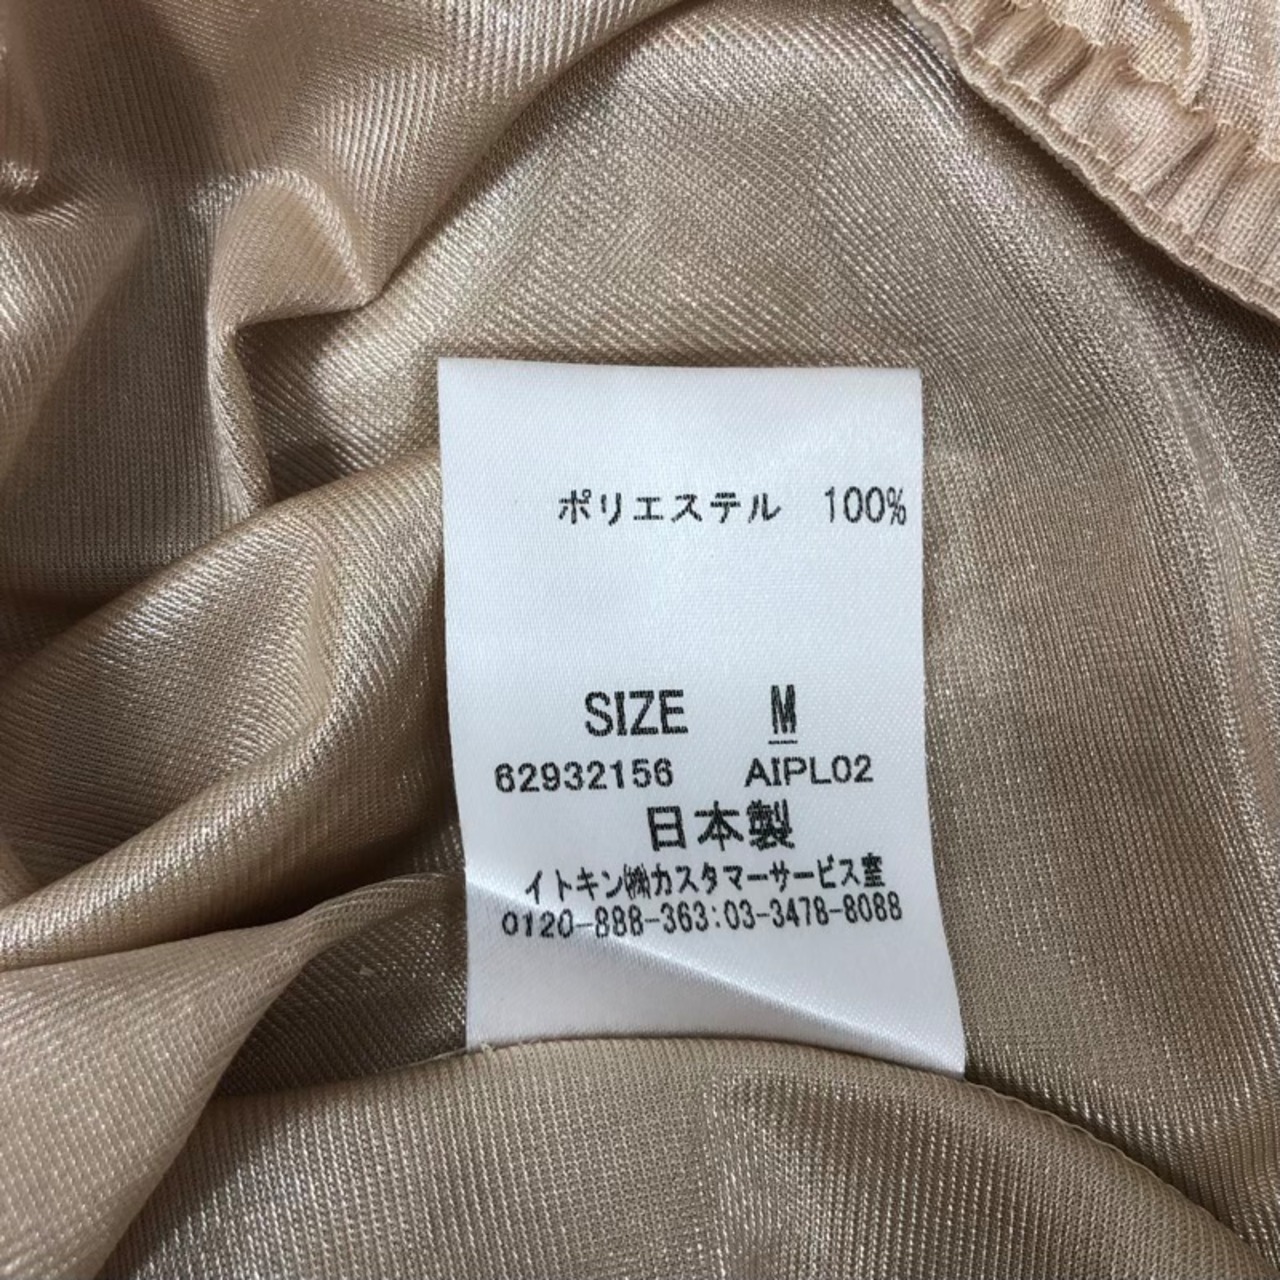 ポリエステル 100%
SIZE M
62932156 AIPL02
日本製
イトキン㈱カスタマーサービス室
0120-888-363:03-3478-8088